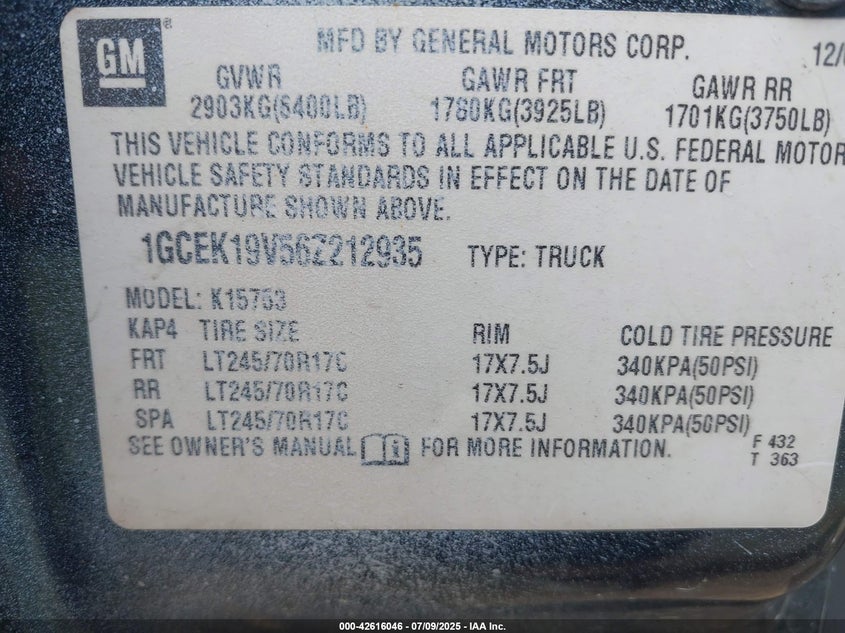 GM
®
MFD BY GENERAL MOTORS CORP.
12/0
GVWR GAWR FRT GAWR RR
2903KG(6400LB) 1780KG(3925LB) 1701KG(3750LB)
THIS VEHICLE CONFORMS TO ALL APPLICABLE U.S. FEDERAL MOTOR
VEHICLE SAFETY STANDARDS IN EFFECT ON THE DATE OF
MANUFACTURE SHOWN ABOVE.
1GCEK19V56Z212935 TYPE: TRUCK
MODEL: K15753
KAP4 TIRE SIZE RIM COLD TIRE PRESSURE
FRT LT245/70R17C 17X7.5J 340KPA(50PSI)
RR LT245/70R17C 17X7.5J 340KPA(50PSI)
SPA LT245/70R17C 17X7.5J 340KPA(50PSI)
SEE OWNER'S MANUAL i FOR MORE INFORMATION.
F 432
T 363
000-42616046 07/09/2025 - IAA Inc.